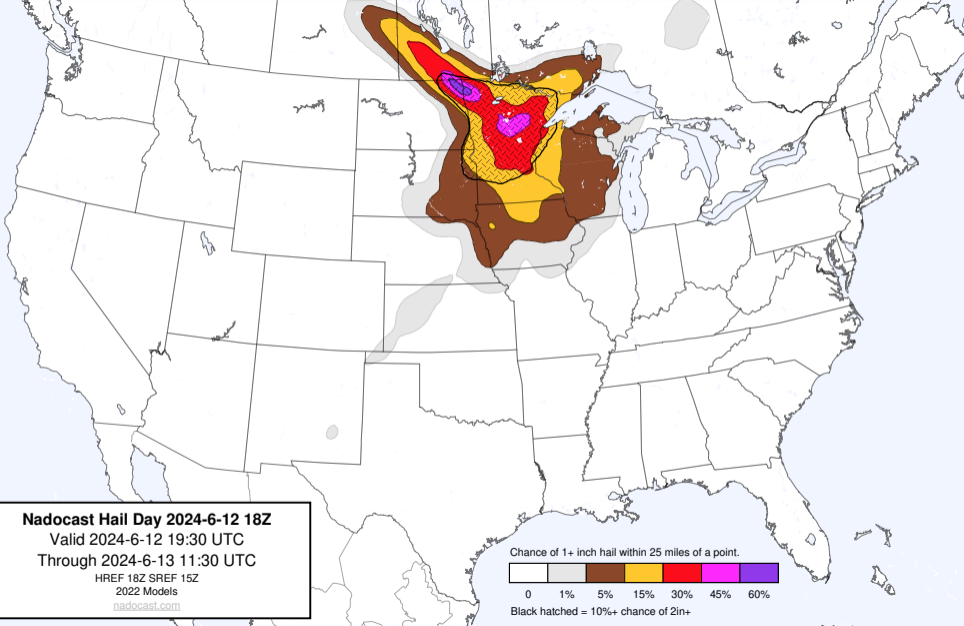 Nadocast Hail Day 2024-6-12 18Z
Valid 2024-6-12 19:30 UTC
Through 2024-6-13 11:30 UTC
HREF 18Z SREF 15Z
2022 Models
nadocast.com
Chance of 1+ inch hail within 25 miles of a point.
0 1% 5% 15% 30% 45% 60%
Black hatched = 10%+ chance of 2in+